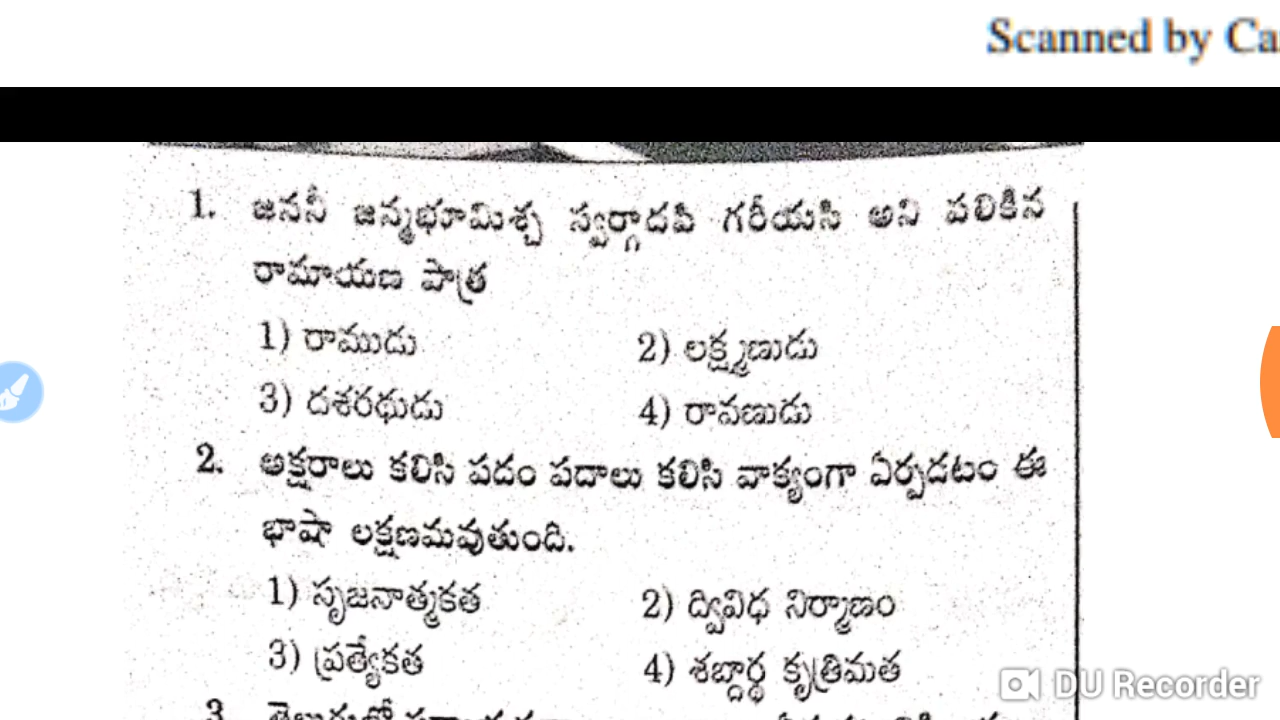 Scanned by Ca
1. జననీ జన్మభూమిశ్చ స్వర్గాదపి గరీయసి అని పలికిన
రామాయణ పాత్ర
1) రాముడు 2) లక్ష్మణుడు
3) దశరథుడు 4) రావణుడు
2. అక్షరాలు కలిసి పదం పదాలు కలిసి వాక్యంగా ఏర్పడటం ఈ
భాషా లక్షణమవుతుంది.
1) సృజనాత్మకత 2) ద్వివిధ నిర్మాణం
3) ప్రత్యేకత 4) శబ్దార్థ కృత్రిమత
DU Recorder
3. తెలుగులో